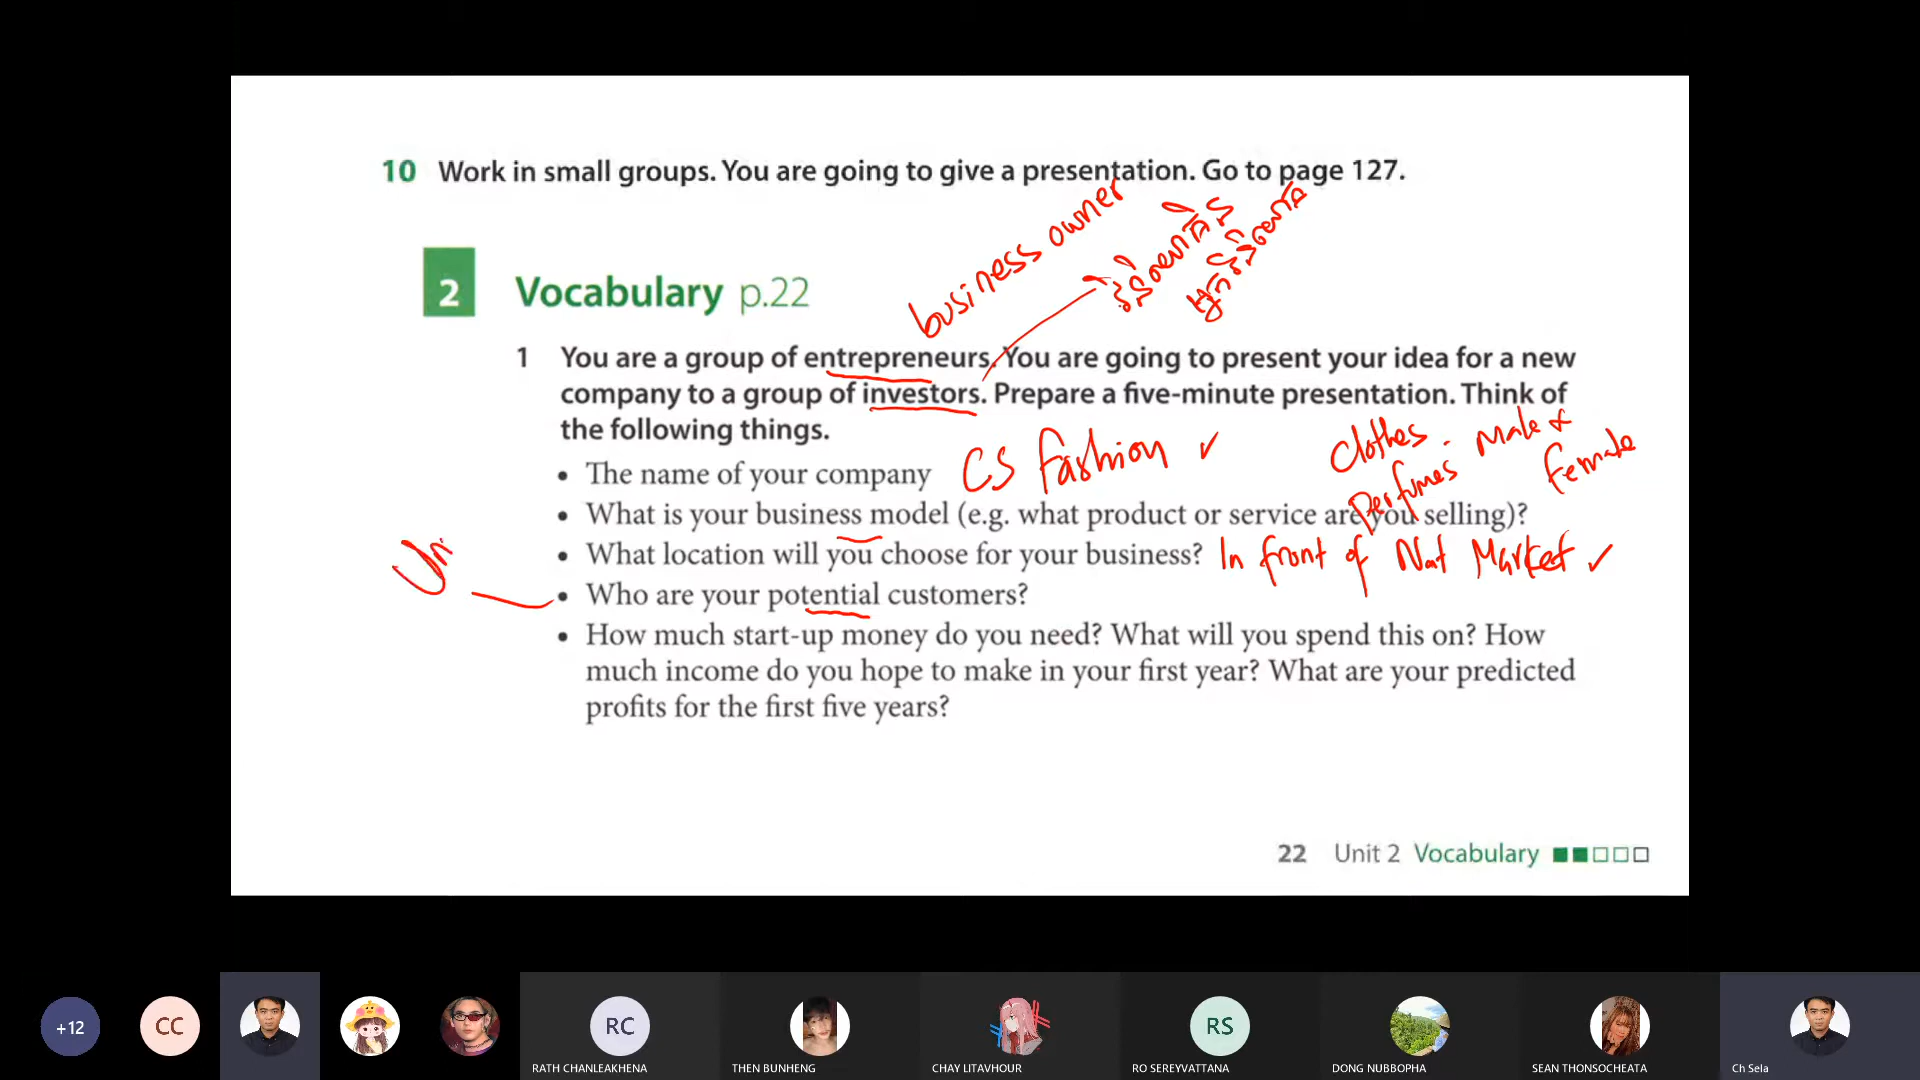 10 Work in small groups. You are going to give a presentation. Go to page 127.
business owner
2 Vocabulary p.22
1 You are a group of entrepreneurs. You are going to present your idea for a new
company to a group of investors. Prepare a five-minute presentation. Think of
the following things.
• The name of your company CS Fashion ✓
Clothes. Male &
Perfumes Female
• What is your business model (e.g. what product or service are you selling)?
• What location will you choose for your business? In front of Nat Market ✓
Uni
• Who are your potential customers?
• How much start-up money do you need? What will you spend this on? How
much income do you hope to make in your first year? What are your predicted
profits for the first five years?
22 Unit 2 Vocabulary
+12
CC
RC
RS
RATH CHANLEAKHENA
THEN BUNHENG
CHAY LITAVHOUR
RO SEREYVATTANA
DONG NUBBOPHA
SEAN THONSOCHEATA
Ch Sela